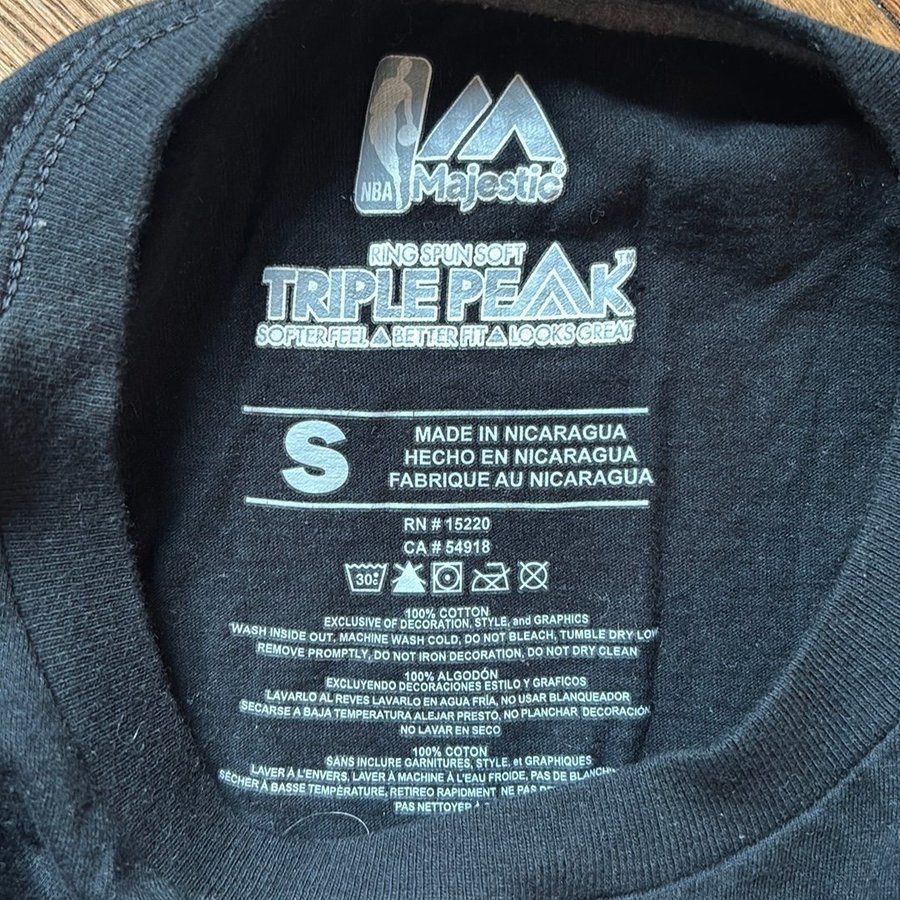 NBA
Majestic®
RING SPUN SOFT
TRIPLE PEAK™
SOFTER FEEL BETTER FIT LOOKS GREAT
S
MADE IN NICARAGUA
HECHO EN NICARAGUA
FABRIQUE AU NICARAGUA
RN # 15220
CA # 54918
30°
100% COTTON
EXCLUSIVE OF DECORATION, STYLE, and GRAPHICS
WASH INSIDE OUT, MACHINE WASH COLD, DO NOT BLEACH, TUMBLE DRY LOW
REMOVE PROMPTLY, DO NOT IRON DECORATION, DO NOT DRY CLEAN
100% ALGODÓN
EXCLUYENDO DECORACIONES ESTILO Y GRAFICOS
LAVARLO AL REVES LAVARLO EN AGUA FRÍA, NO USAR BLANQUEADOR
SECARSE A BAJA TEMPERATURA ALEJAR PRESTO, NO PLANCHAR DECORACIÓN
NO LAVAR EN SECO
100% COTON
SANS INCLURE GARNITURES, STYLE, et GRAPHIQUES
LAVER À L'ENVERS, LAVER À MACHINE À L'EAU FROIDE, PAS DE BLANCHI
SÉCHER À BASSE TEMPÉRATURE, RETIREO RAPIDMENT NE PAS
PAS NETTOYER À